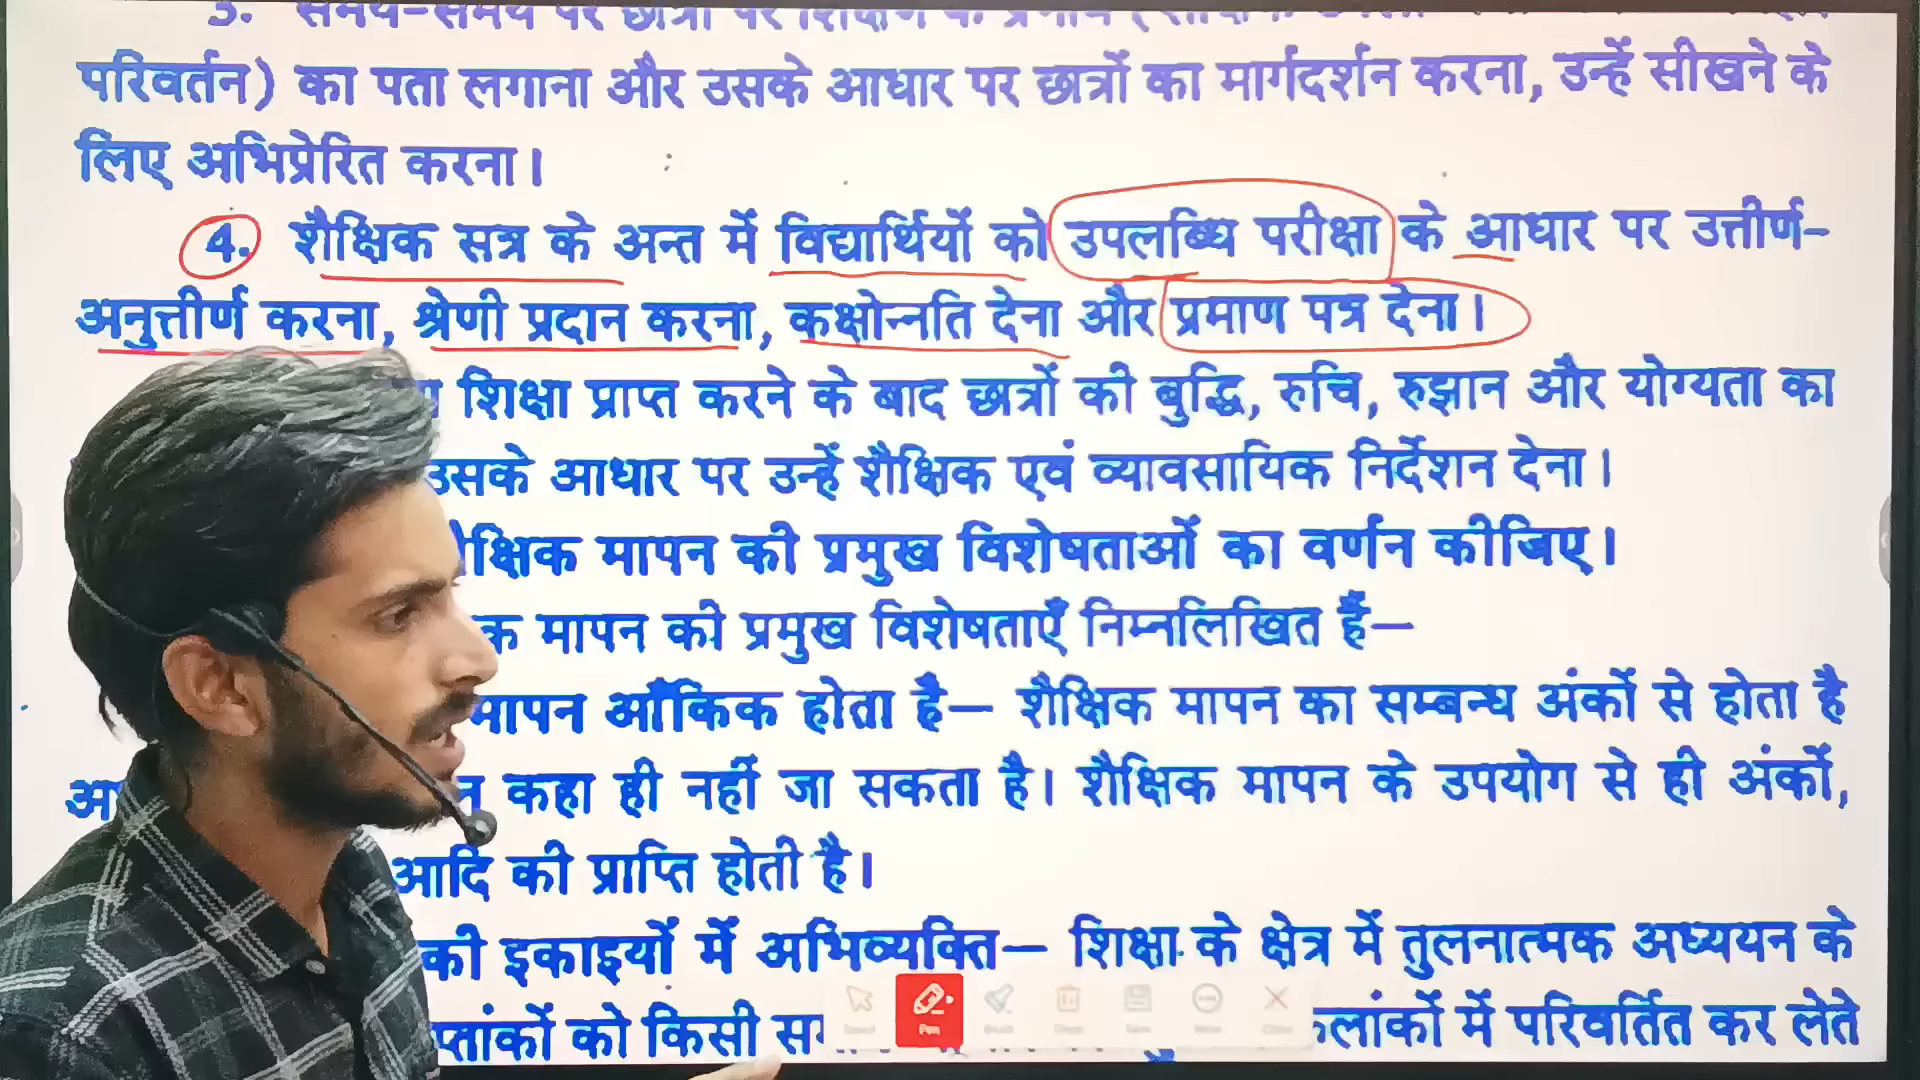 परिवर्तन) का पता लगाना और उसके आधार पर छात्रों का मार्गदर्शन करना, उन्हें सीखने के
लिए अभिप्रेरित करना।
4. शैक्षिक सत्र के अन्त में विद्यार्थियों को उपलब्धि परीक्षा के आधार पर उत्तीर्ण-
अनुत्तीर्ण करना, श्रेणी प्रदान करना, कक्षोन्नति देना और प्रमाण पत्र देना।
शिक्षा प्राप्त करने के बाद छात्रों की बुद्धि, रुचि, रुझान और योग्यता का
उसके आधार पर उन्हें शैक्षिक एवं व्यावसायिक निर्देशन देना।
मापन की प्रमुख विशेषताओं का वर्णन कीजिए।
मापन की प्रमुख विशेषताएँ निम्नलिखित हैं—
मापन आँकिक होता है— शैक्षिक मापन का सम्बन्ध अंकों से होता है
कहा ही नहीं जा सकता है। शैक्षिक मापन के उपयोग से ही अंकों,
आदि की प्राप्ति होती है।
की इकाइयों में अभिव्यक्ति— शिक्षा के क्षेत्र में तुलनात्मक अध्ययन के
को किसी
में परिवर्तित कर लेते
Pen